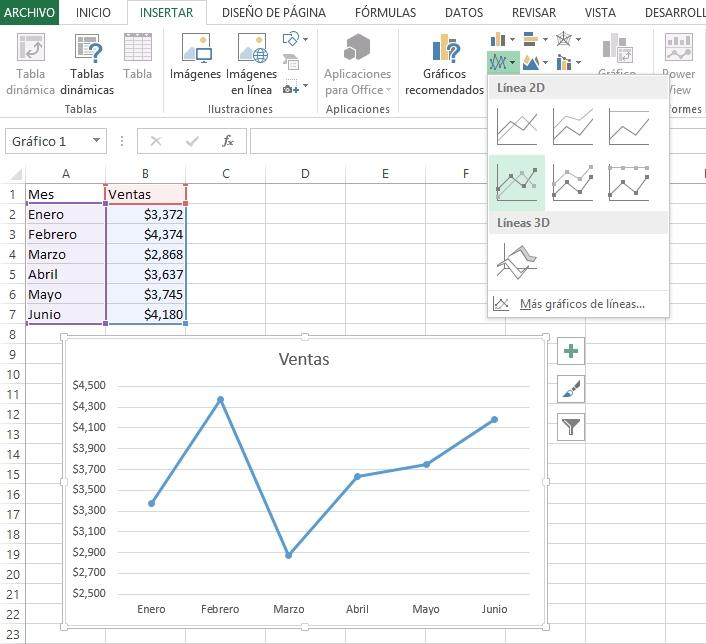 ARCHIVO INICIO INSERTAR DISEÑO DE PÁGINA FÓRMULAS DATOS REVISAR VISTA DESARROLL
Tabla dinámica
Tablas dinámicas
Tabla
Imágenes
Imágenes en línea
Aplicaciones para Office
Gráficos recomendados
Gráfico
Power View
Tablas Ilustraciones Aplicaciones ormes
Línea 2D
Líneas 3D
Más gráficos de líneas...
Gráfico 1 fx
A B C D E F
1 Mes Ventas
2 Enero $3,372
3 Febrero $4,374
4 Marzo $2,868
5 Abril $3,637
6 Mayo $3,745
7 Junio $4,180
8
9
10
11
12
13
14
15
16
17
18
19
20
21
22
23
Ventas
$4,500
$4,300
$4,100
$3,900
$3,700
$3,500
$3,300
$3,100
$2,900
$2,700
$2,500
Enero Febrero Marzo Abril Mayo Junio